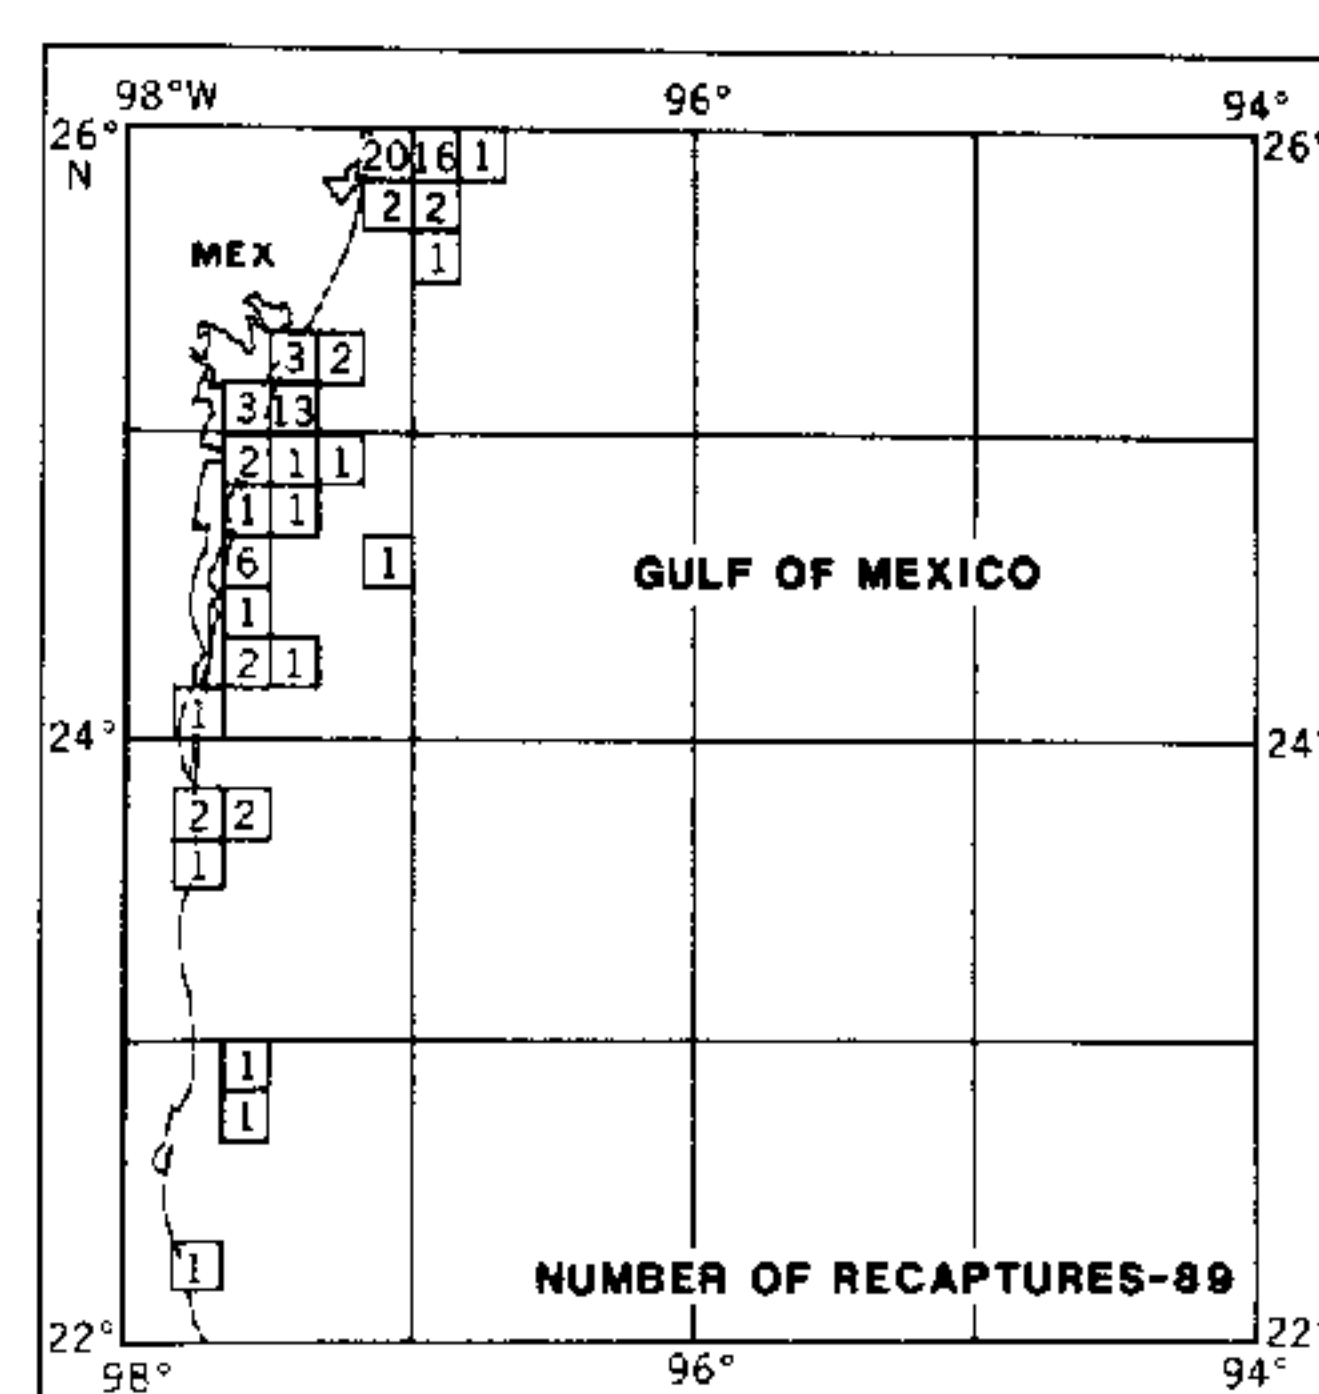 98°W 96° 94°
26° 20 16 1 26°
N
2 2
MEX 1
3 2
3 13
2 1 1
1 1
6 1 GULF OF MEXICO
1
2 1
1
24° 24°
2 2
1
1
1
1 NUMBER OF RECAPTURES-89
22° 22°
98° 96° 94°